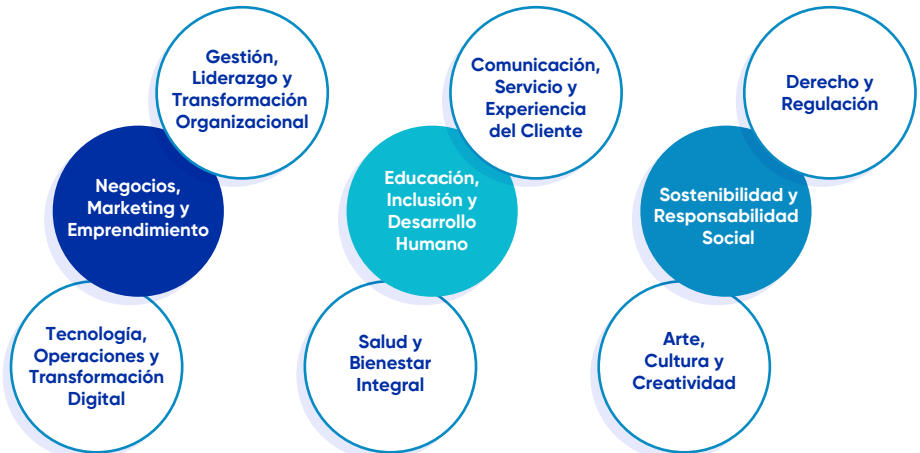 Gestión,
Liderazgo y
Transformación
Organizacional
Comunicación,
Servicio y
Experiencia
del Cliente
Derecho y
Regulación
Negocios,
Marketing y
Emprendimiento
Educación,
Inclusión y
Desarrollo
Humano
Sostenibilidad y
Responsabilidad
Social
Tecnología,
Operaciones y
Transformación
Digital
Salud y
Bienestar
Integral
Arte,
Cultura y
Creatividad